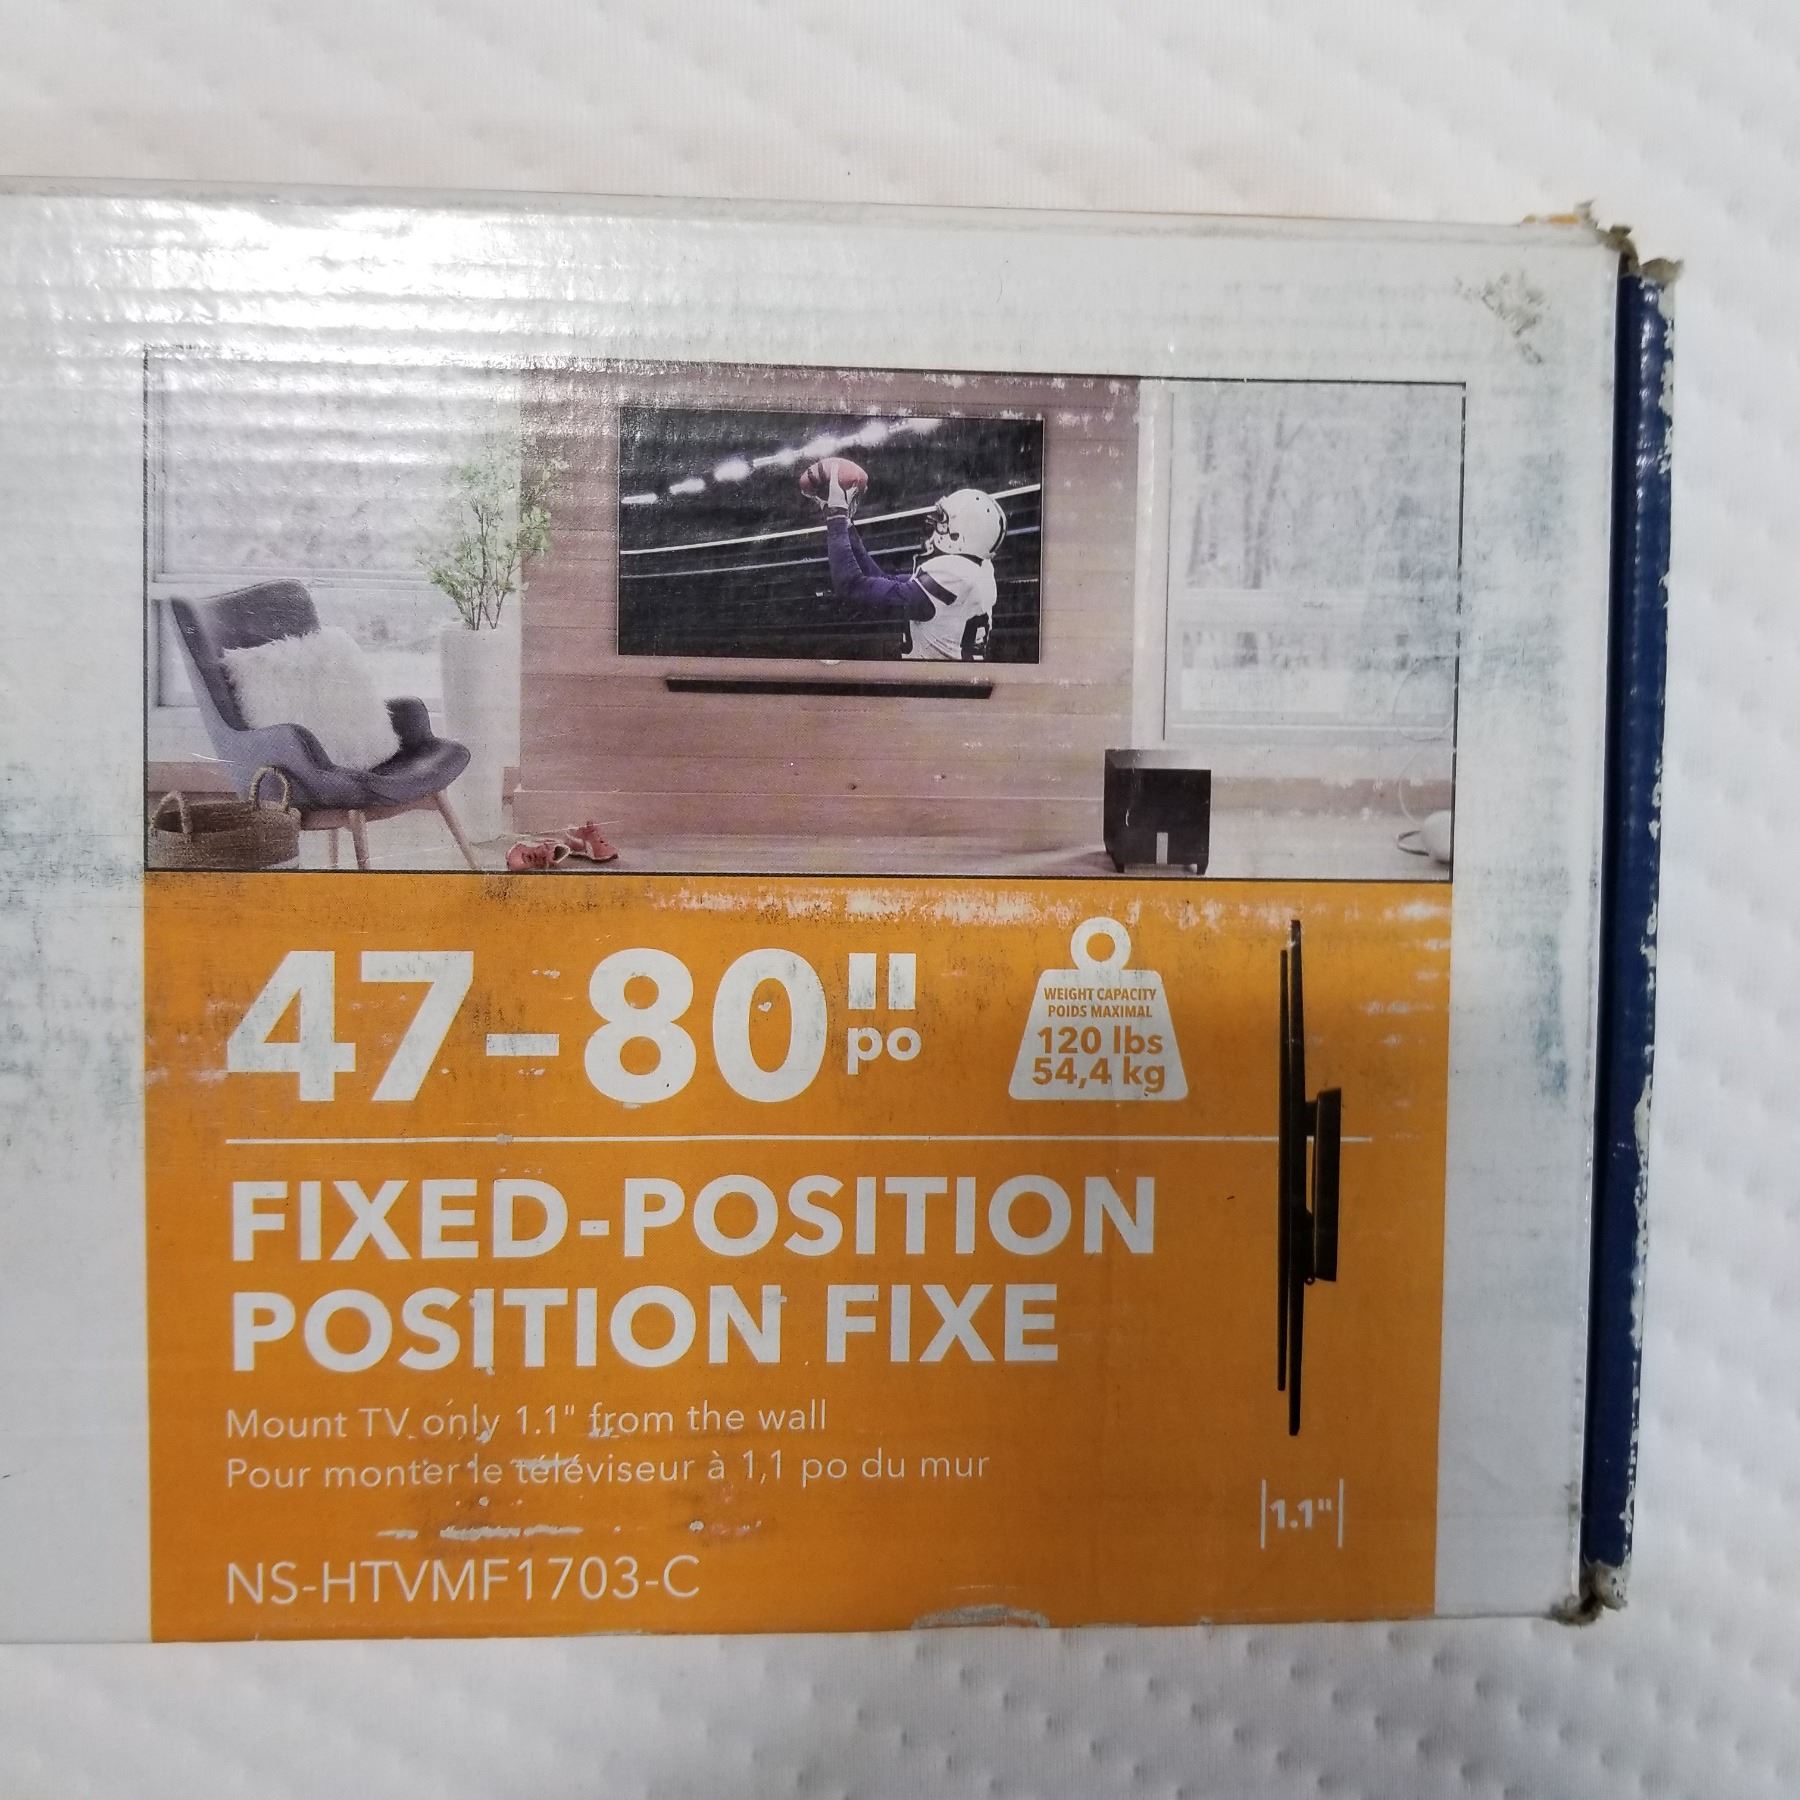 47-80"
po
WEIGHT CAPACITY
POIDS MAXIMAL
120 lbs
54,4 kg
FIXED-POSITION
POSITION FIXE
Mount TV only 1.1" from the wall
Pour monter le téléviseur à 1,1 po du mur
1.1"
NS-HTVMF1703-C